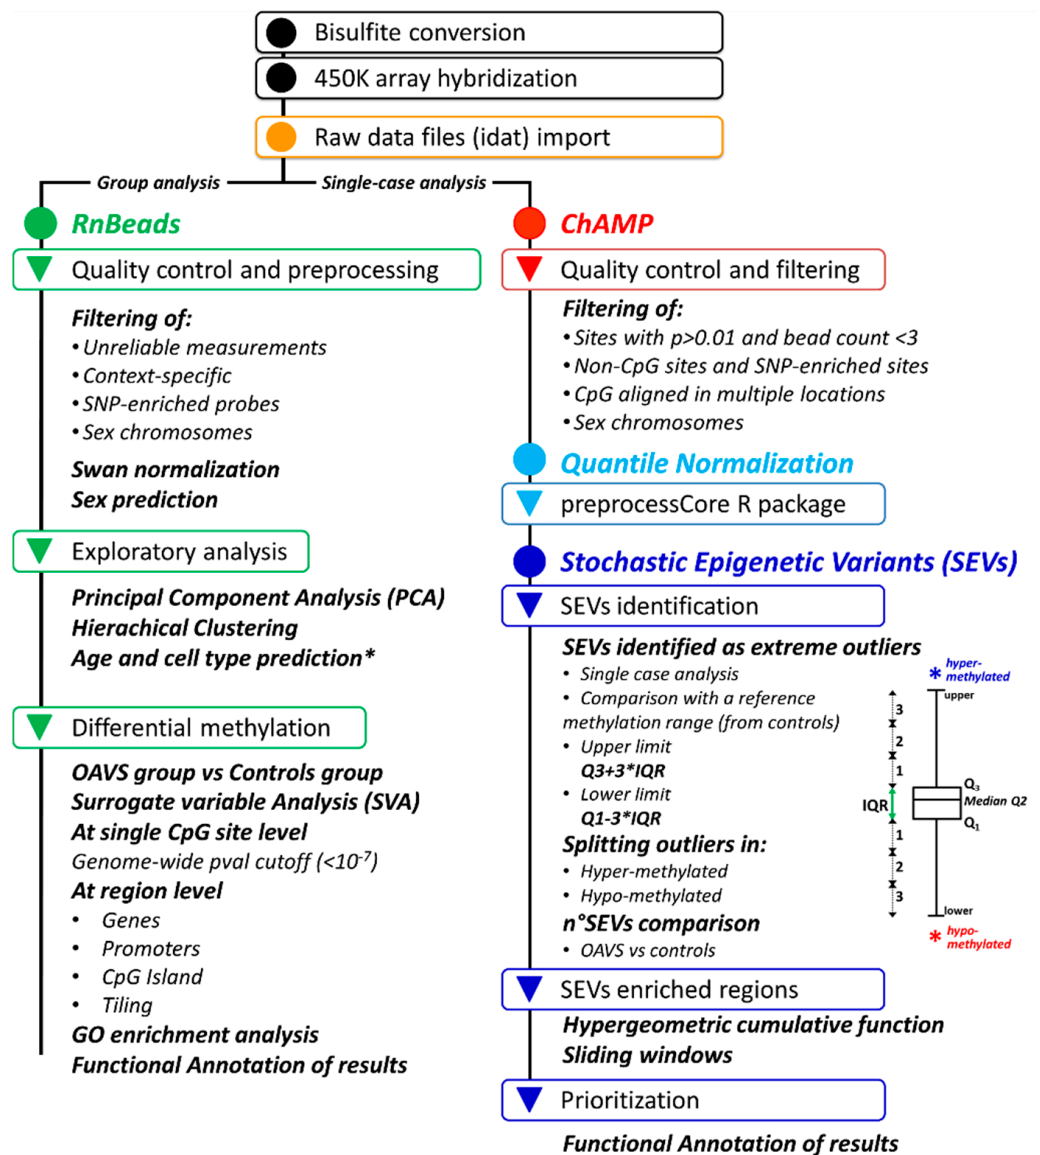 Bisulfite conversion
450K array hybridization
Raw data files (idat) import
Group analysis
Single-case analysis
RnBeads
Quality control and preprocessing
Filtering of:
• Unreliable measurements
• Context-specific
• SNP-enriched probes
• Sex chromosomes
Swan normalization
Sex prediction
Exploratory analysis
Principal Component Analysis (PCA)
Hierachical Clustering
Age and cell type prediction*
Differential methylation
OAVS group vs Controls group
Surrogate variable Analysis (SVA)
At single CpG site level
Genome-wide pval cutoff (<10-7)
At region level
• Genes
• Promoters
• CpG Island
• Tiling
GO enrichment analysis
Functional Annotation of results
ChAMP
Quality control and filtering
Filtering of:
• Sites with p>0.01 and bead count <3
• Non-CpG sites and SNP-enriched sites
• CpG aligned in multiple locations
• Sex chromosomes
Quantile Normalization
preprocessCore R package
Stochastic Epigenetic Variants (SEVs)
SEVs identification
SEVs identified as extreme outliers
• Single case analysis
• Comparison with a reference
methylation range (from controls)
• Upper limit
Q3+3*IQR
• Lower limit
Q1-3*IQR
Splitting outliers in:
• Hyper-methylated
• Hypo-methylated
n°SEVs comparison
• OAVS vs controls
* hyper-
methylated
upper
3
2
1
Q3
IQR
Median Q2
Q1
1
2
3
lower
* hypo-
methylated
SEVs enriched regions
Hypergeometric cumulative function
Sliding windows
Prioritization
Functional Annotation of results